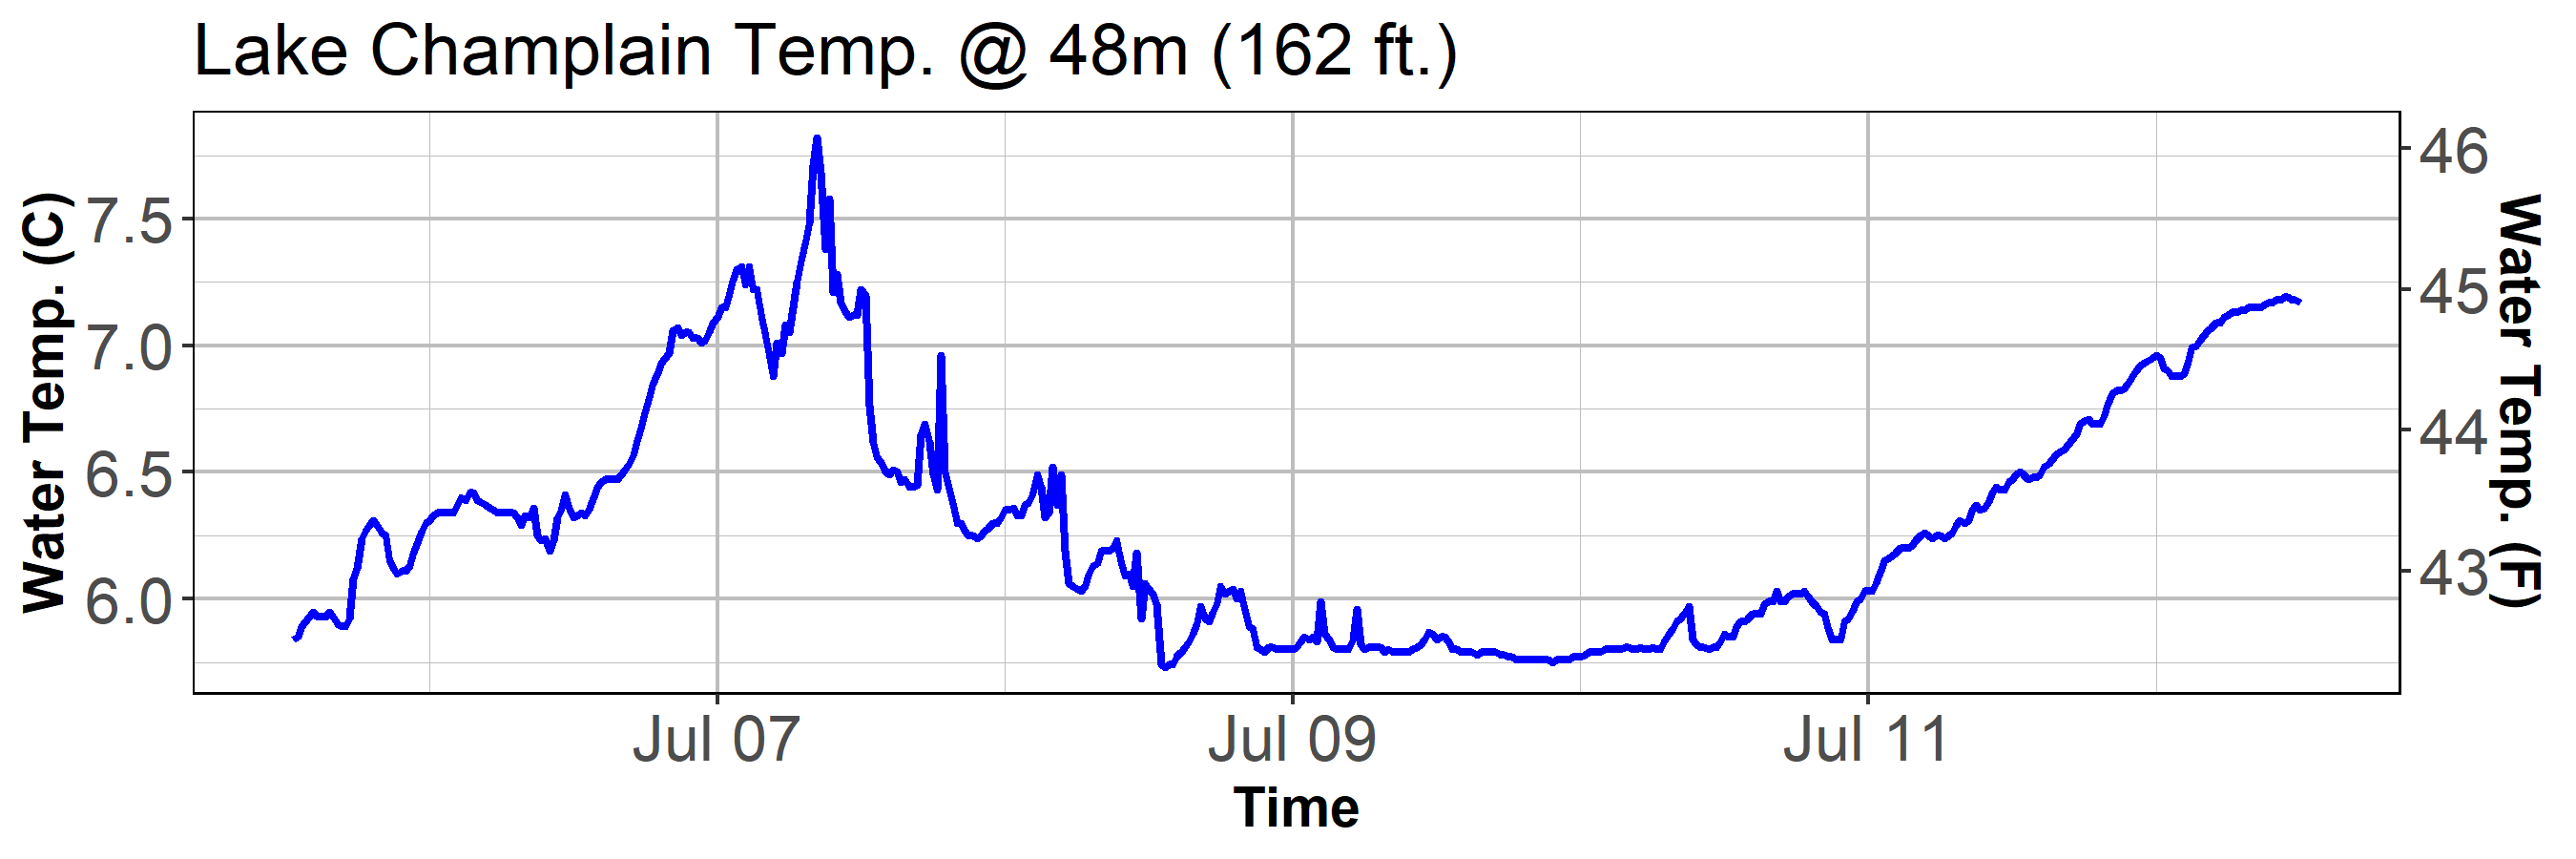 Lake Champlain Temp. @ 48m (162 ft.)
Water Temp. (C)
7.5
7.0
6.5
6.0
46
45
44
43
Water Temp. (F)
Jul 07
Jul 09
Jul 11
Time